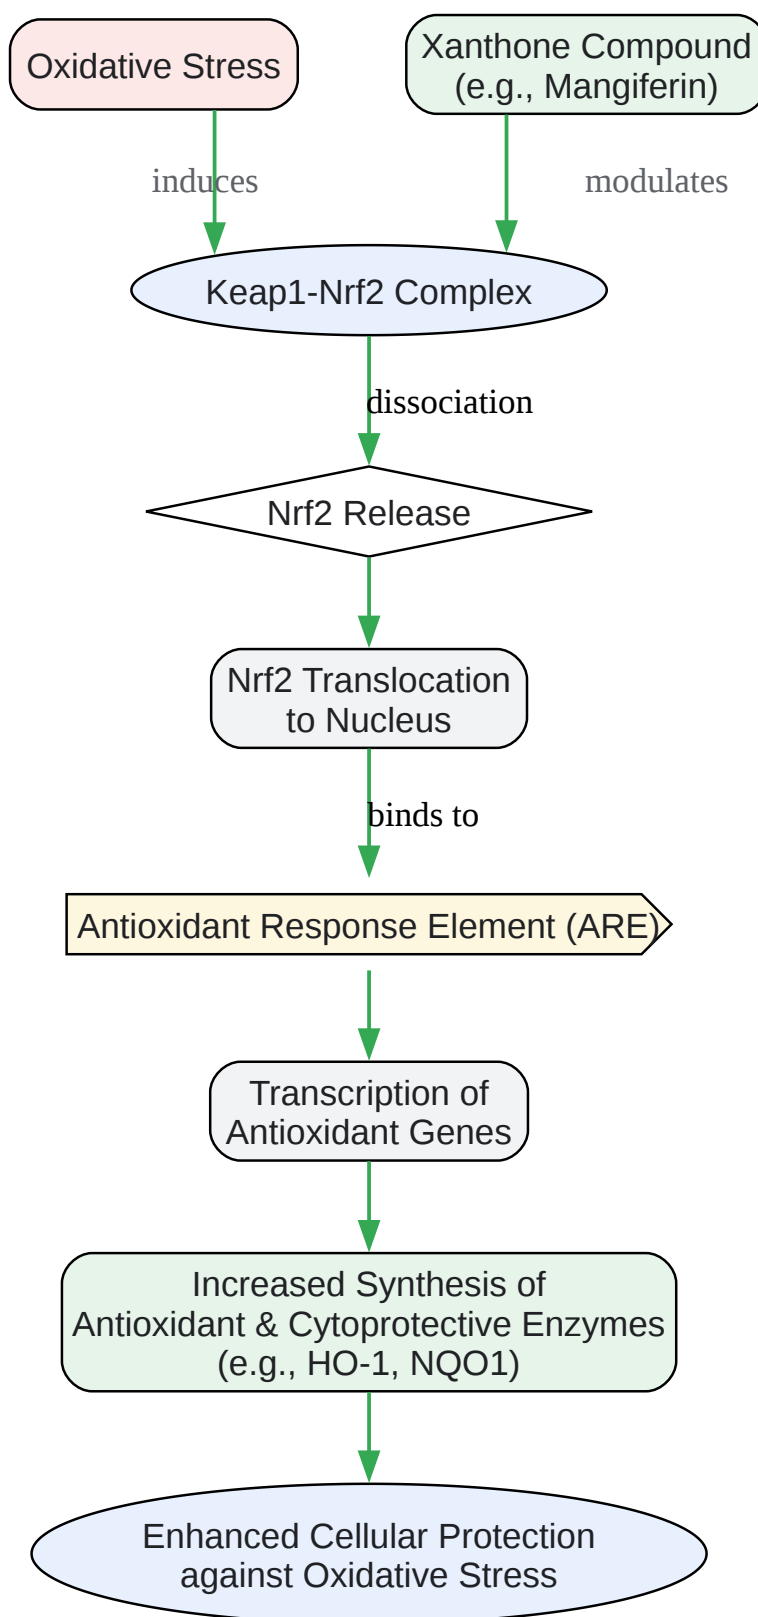 Oxidative Stress
Xanthone Compound
(e.g., Mangiferin)
induces
modulates
Keap1-Nrf2 Complex
dissociation
Nrf2 Release
Nrf2 Translocation
to Nucleus
binds to
Antioxidant Response Element (ARE)
Transcription of
Antioxidant Genes
Increased Synthesis of
Antioxidant & Cytoprotective Enzymes
(e.g., HO-1, NQO1)
Enhanced Cellular Protection
against Oxidative Stress